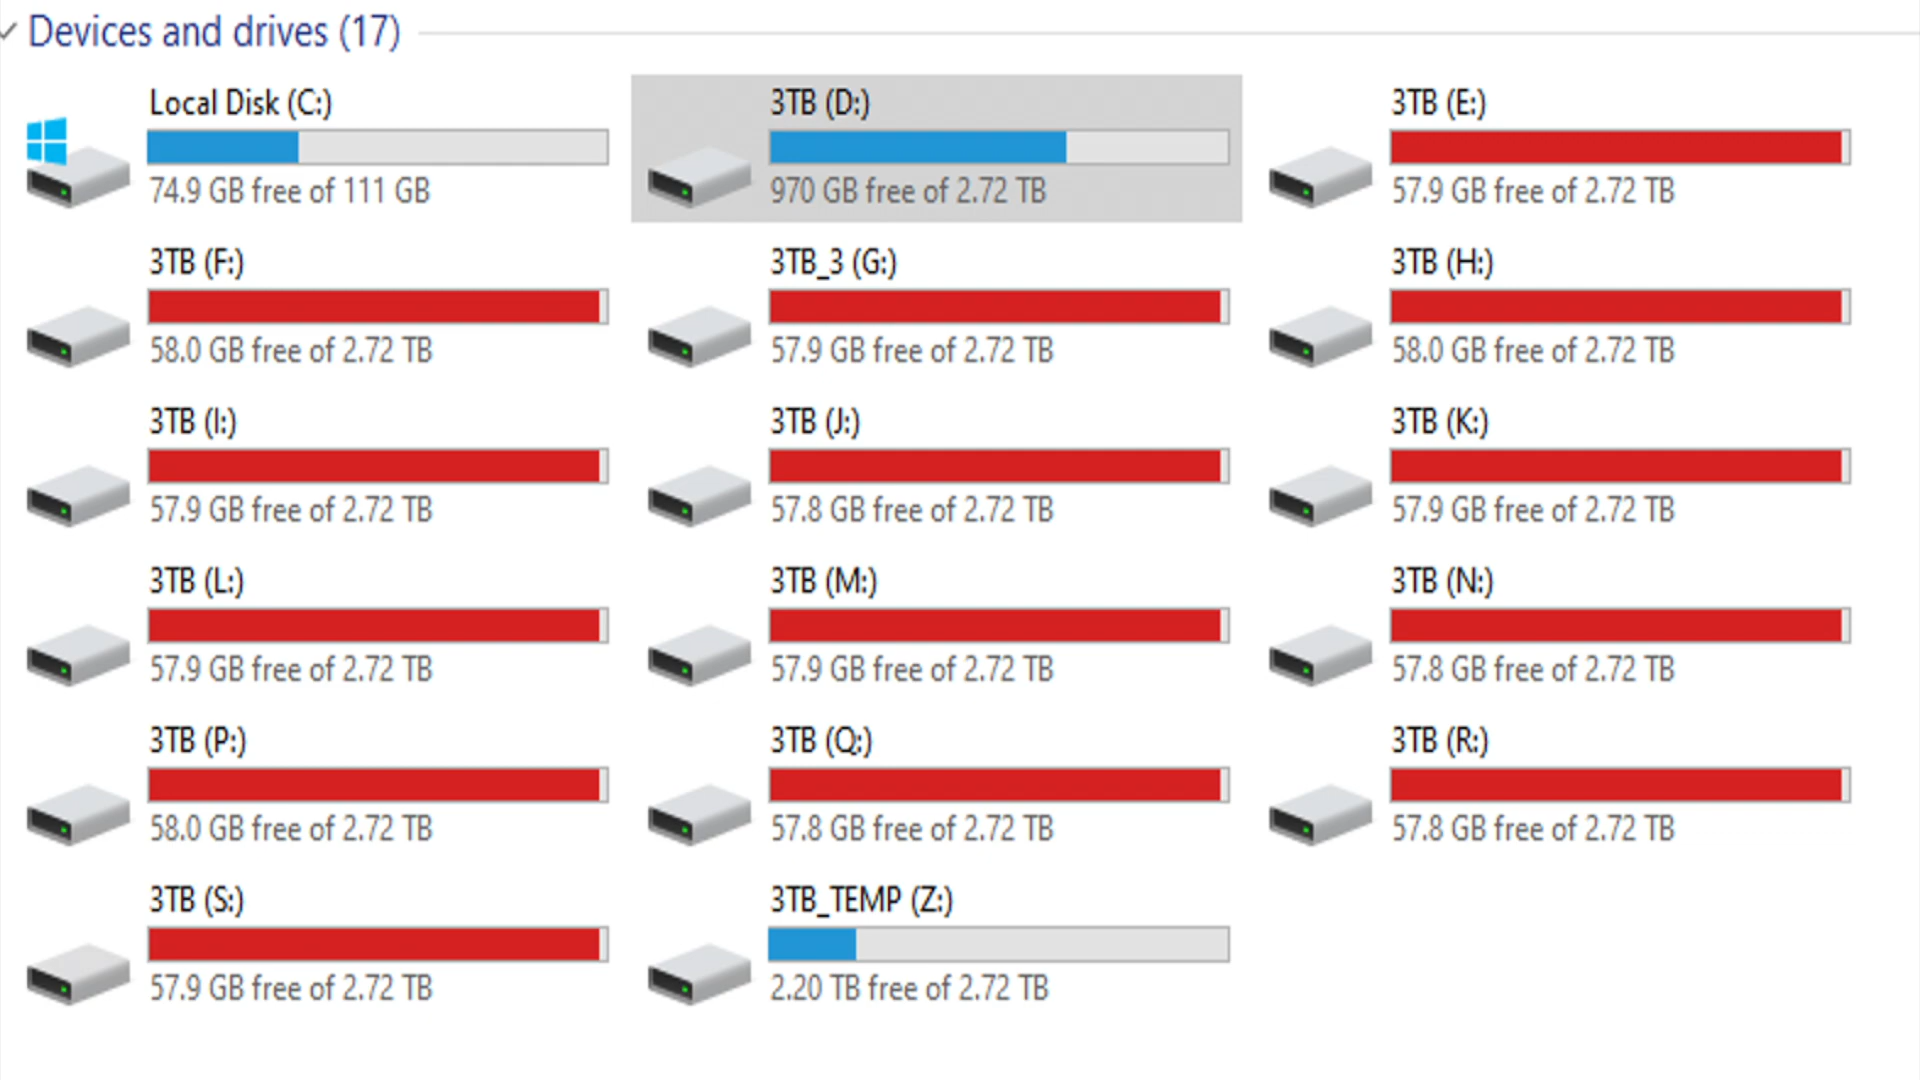 Devices and drives (17)
Local Disk (C:)
74.9 GB free of 111 GB
3TB (D:)
970 GB free of 2.72 TB
3TB (E:)
57.9 GB free of 2.72 TB
3TB (F:)
58.0 GB free of 2.72 TB
3TB_3 (G:)
57.9 GB free of 2.72 TB
3TB (H:)
58.0 GB free of 2.72 TB
3TB (I:)
57.9 GB free of 2.72 TB
3TB (J:)
57.8 GB free of 2.72 TB
3TB (K:)
57.9 GB free of 2.72 TB
3TB (L:)
57.9 GB free of 2.72 TB
3TB (M:)
57.9 GB free of 2.72 TB
3TB (N:)
57.8 GB free of 2.72 TB
3TB (P:)
58.0 GB free of 2.72 TB
3TB (Q:)
57.8 GB free of 2.72 TB
3TB (R:)
57.8 GB free of 2.72 TB
3TB (S:)
57.9 GB free of 2.72 TB
3TB_TEMP (Z:)
2.20 TB free of 2.72 TB